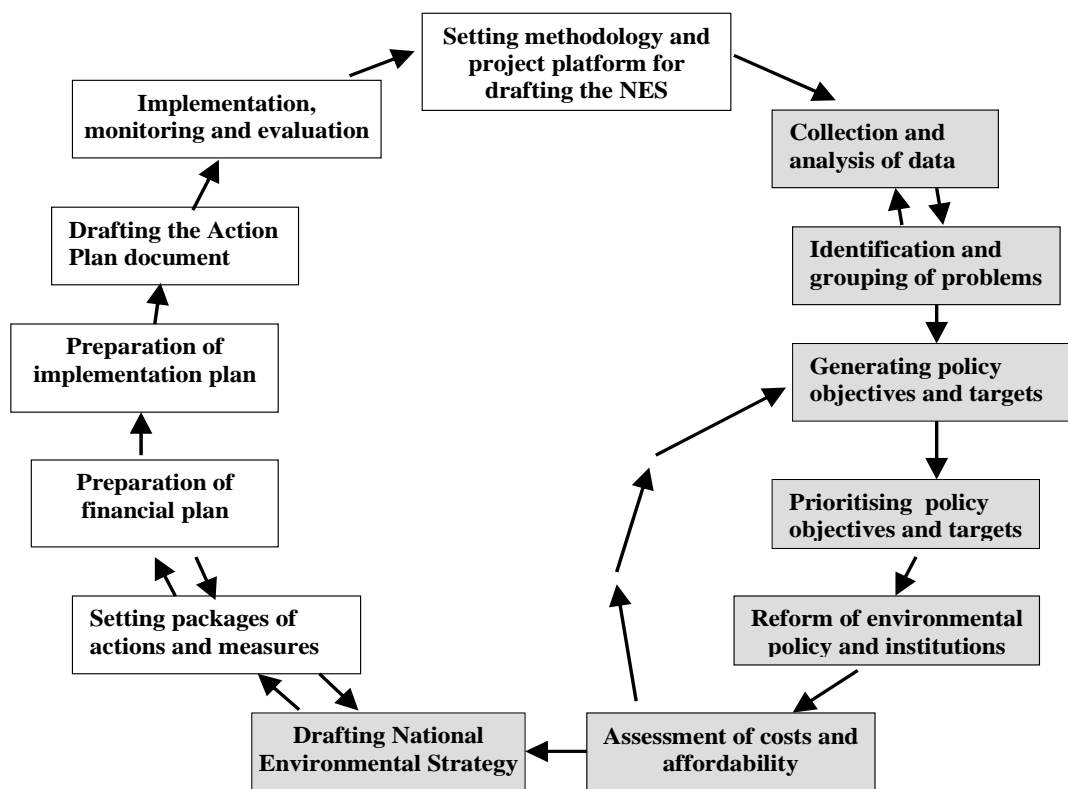 Setting methodology and
project platform for
drafting the NES
Collection and
analysis of data
Identification and
grouping of problems
Generating policy
objectives and targets
Prioritising policy
objectives and targets
Reform of environmental
policy and institutions
Assessment of costs and
affordability
Drafting National
Environmental Strategy
Setting packages of
actions and measures
Preparation of
financial plan
Preparation of
implementation plan
Drafting the Action
Plan document
Implementation,
monitoring and evaluation